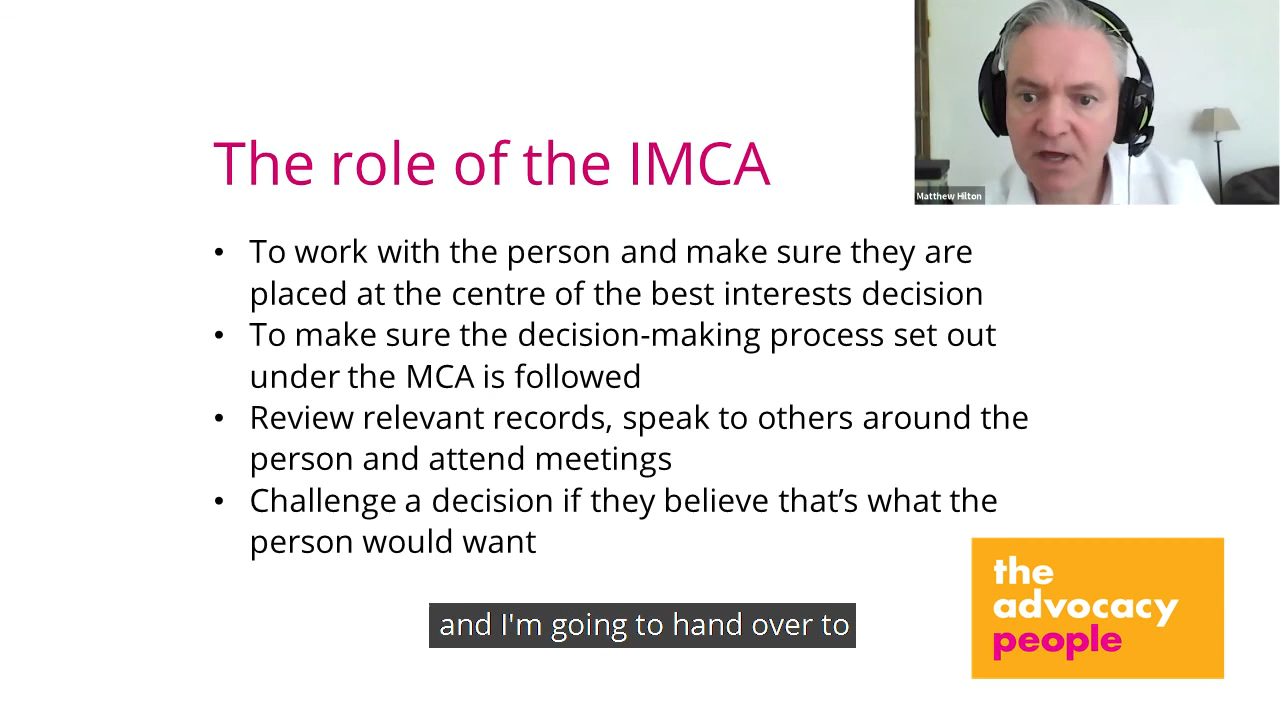 Matthew Hilton
The role of the IMCA
• To work with the person and make sure they are
placed at the centre of the best interests decision
• To make sure the decision-making process set out
under the MCA is followed
• Review relevant records, speak to others around the
person and attend meetings
• Challenge a decision if they believe that’s what the
person would want
the
advocacy
people
and I'm going to hand over to